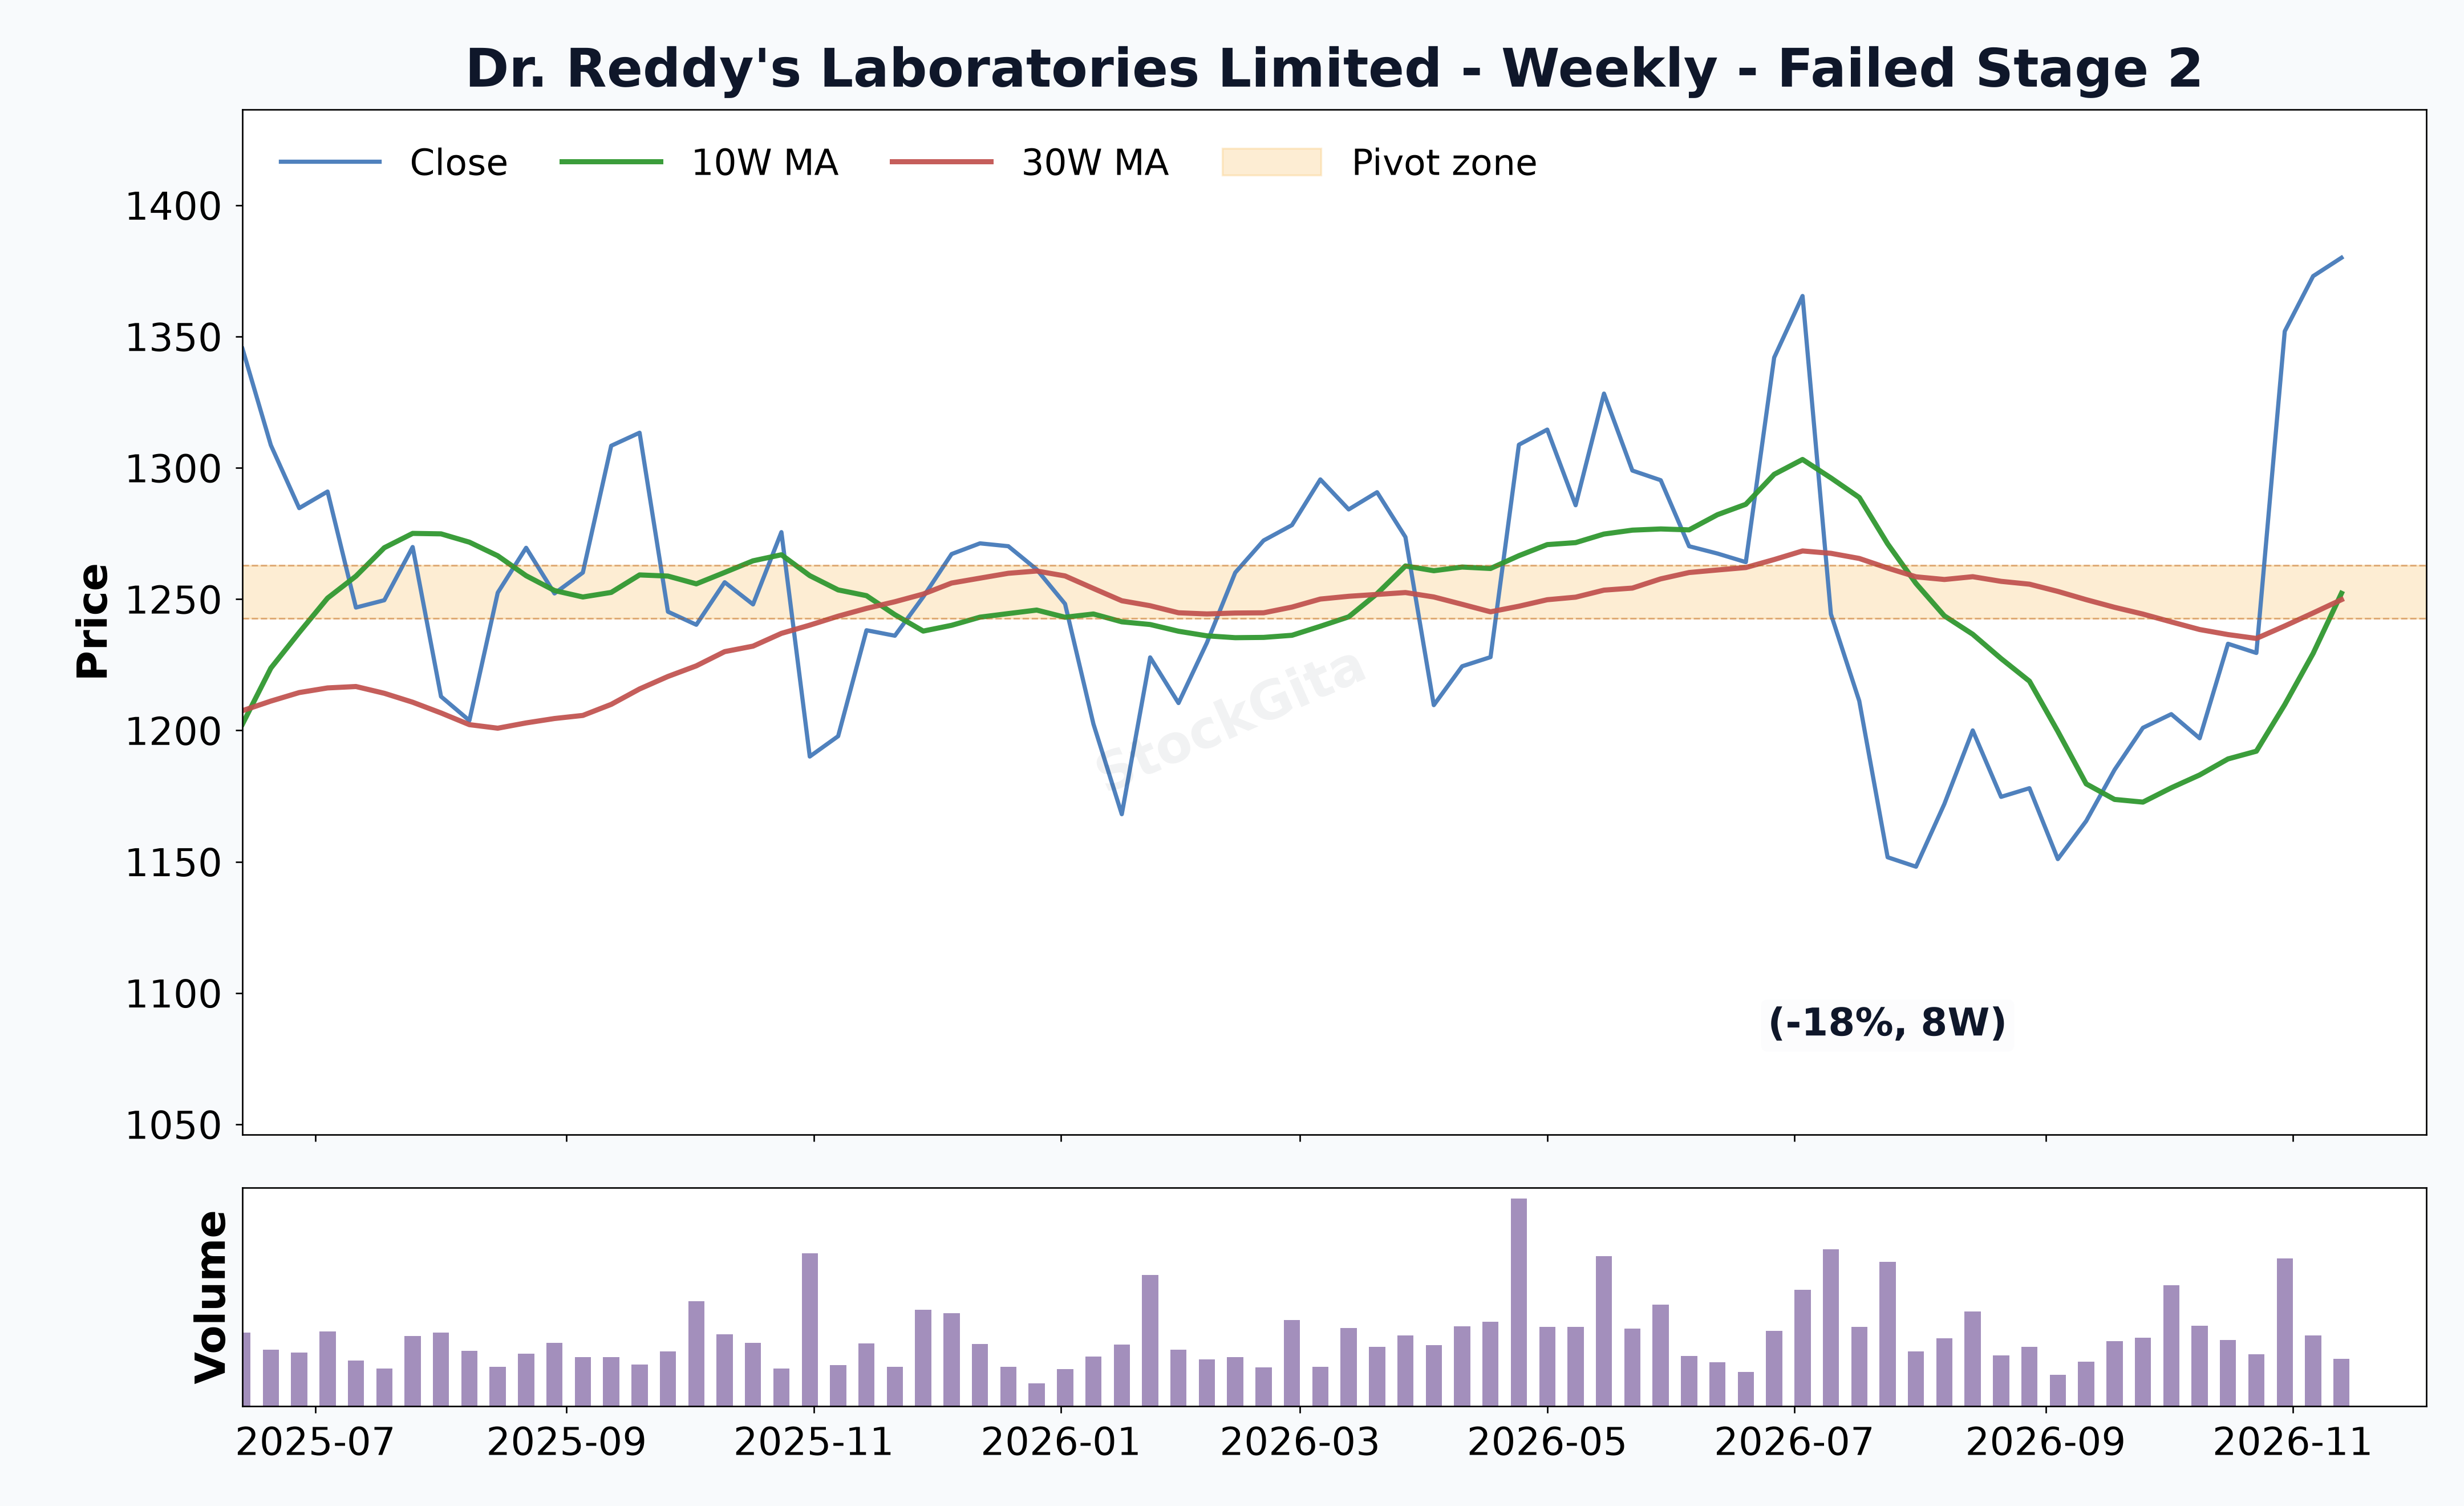 Dr. Reddy's Laboratories Limited - Weekly - Failed Stage 2
Close 10W MA 30W MA Pivot zone
Price
1400
1350
1300
1250
1200
1150
1100
1050
StockGita
(-18%, 8W)
Volume
2025-07 2025-09 2025-11 2026-01 2026-03 2026-05 2026-07 2026-09 2026-11